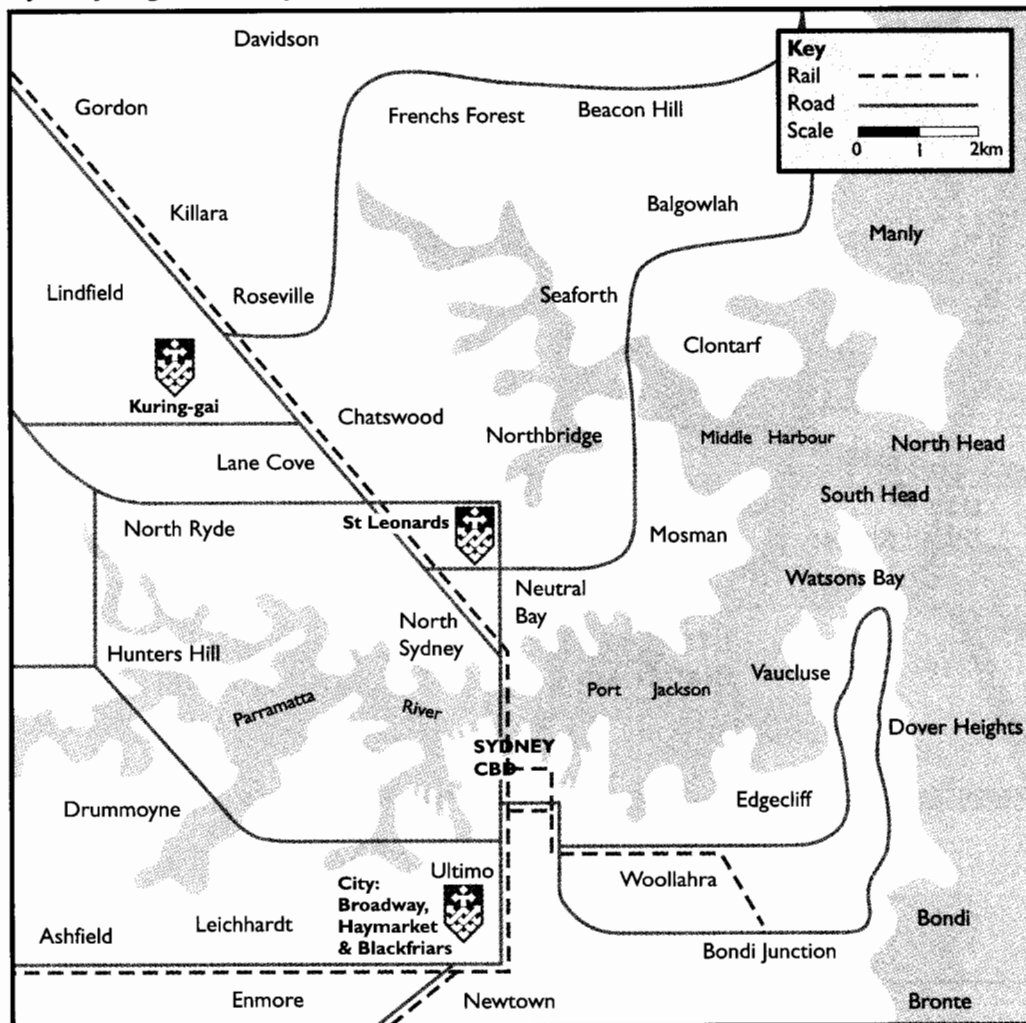 Davidson
Key
Rail
Road
Scale
0 1 2km
Gordon
Frenchs Forest
Beacon Hill
Killara
Balgowlah
Manly
Lindfield
Roseville
Seaforth
Clontarf
Kuring-gai
Chatswood
Northbridge
Middle Harbour
North Head
Lane Cove
South Head
St Leonards
North Ryde
Mosman
Watsons Bay
Neutral
Bay
North
Sydney
Hunters Hill
Vaucluse
Port Jackson
Parramatta
River
Dover Heights
SYDNEY
CBD
Edgecliff
Drummoyne
Ultimo
Woollahra
City:
Broadway,
Haymarket
& Blackfriars
Leichhardt
Ashfield
Bondi
Bondi Junction
Enmore
Newtown
Bronte